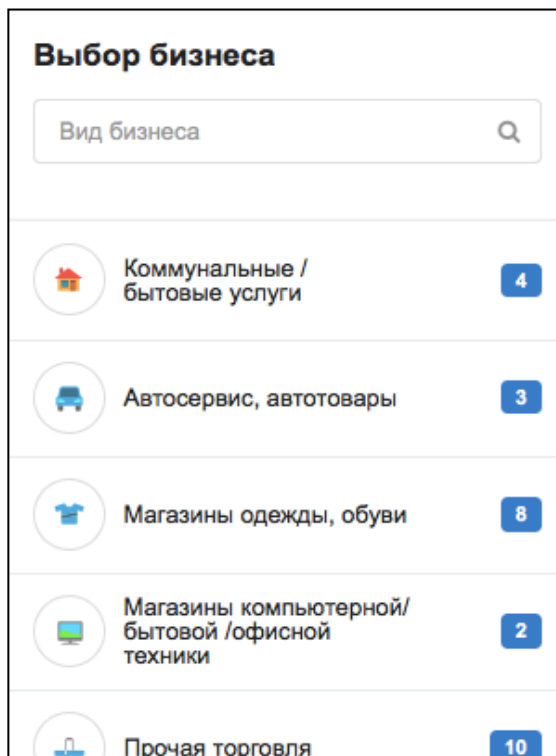 Выбор бизнеса
Вид бизнеса
Коммунальные /
бытовые услуги
4
Автосервис, автотовары
3
Магазины одежды, обуви
8
Магазины компьютерной/
бытовой /офисной
техники
2
Прочая торговля
10